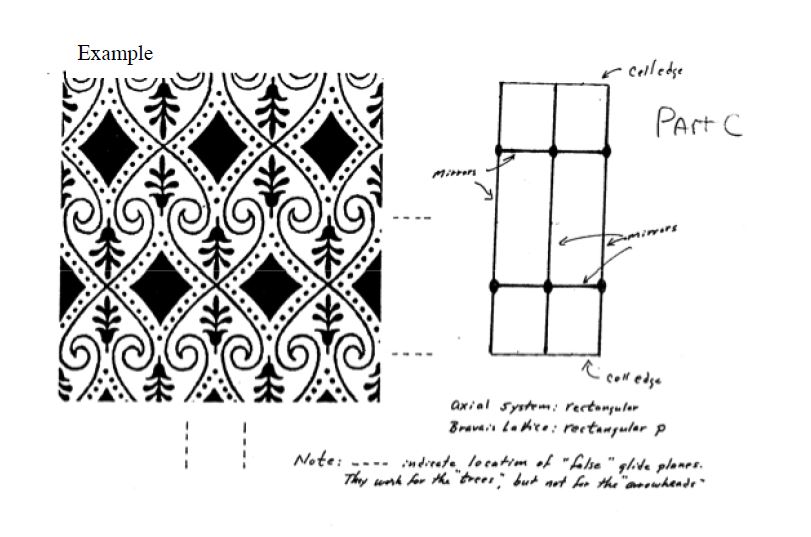 Example
Cell edge
Part C
Mirrors
mirrors
cell edge
axial system: rectangular
Bravais Lattice: rectangular p
Note: ---- indicate location of "false" glide planes.
They work for the "trees", but not for the "arrowheads"